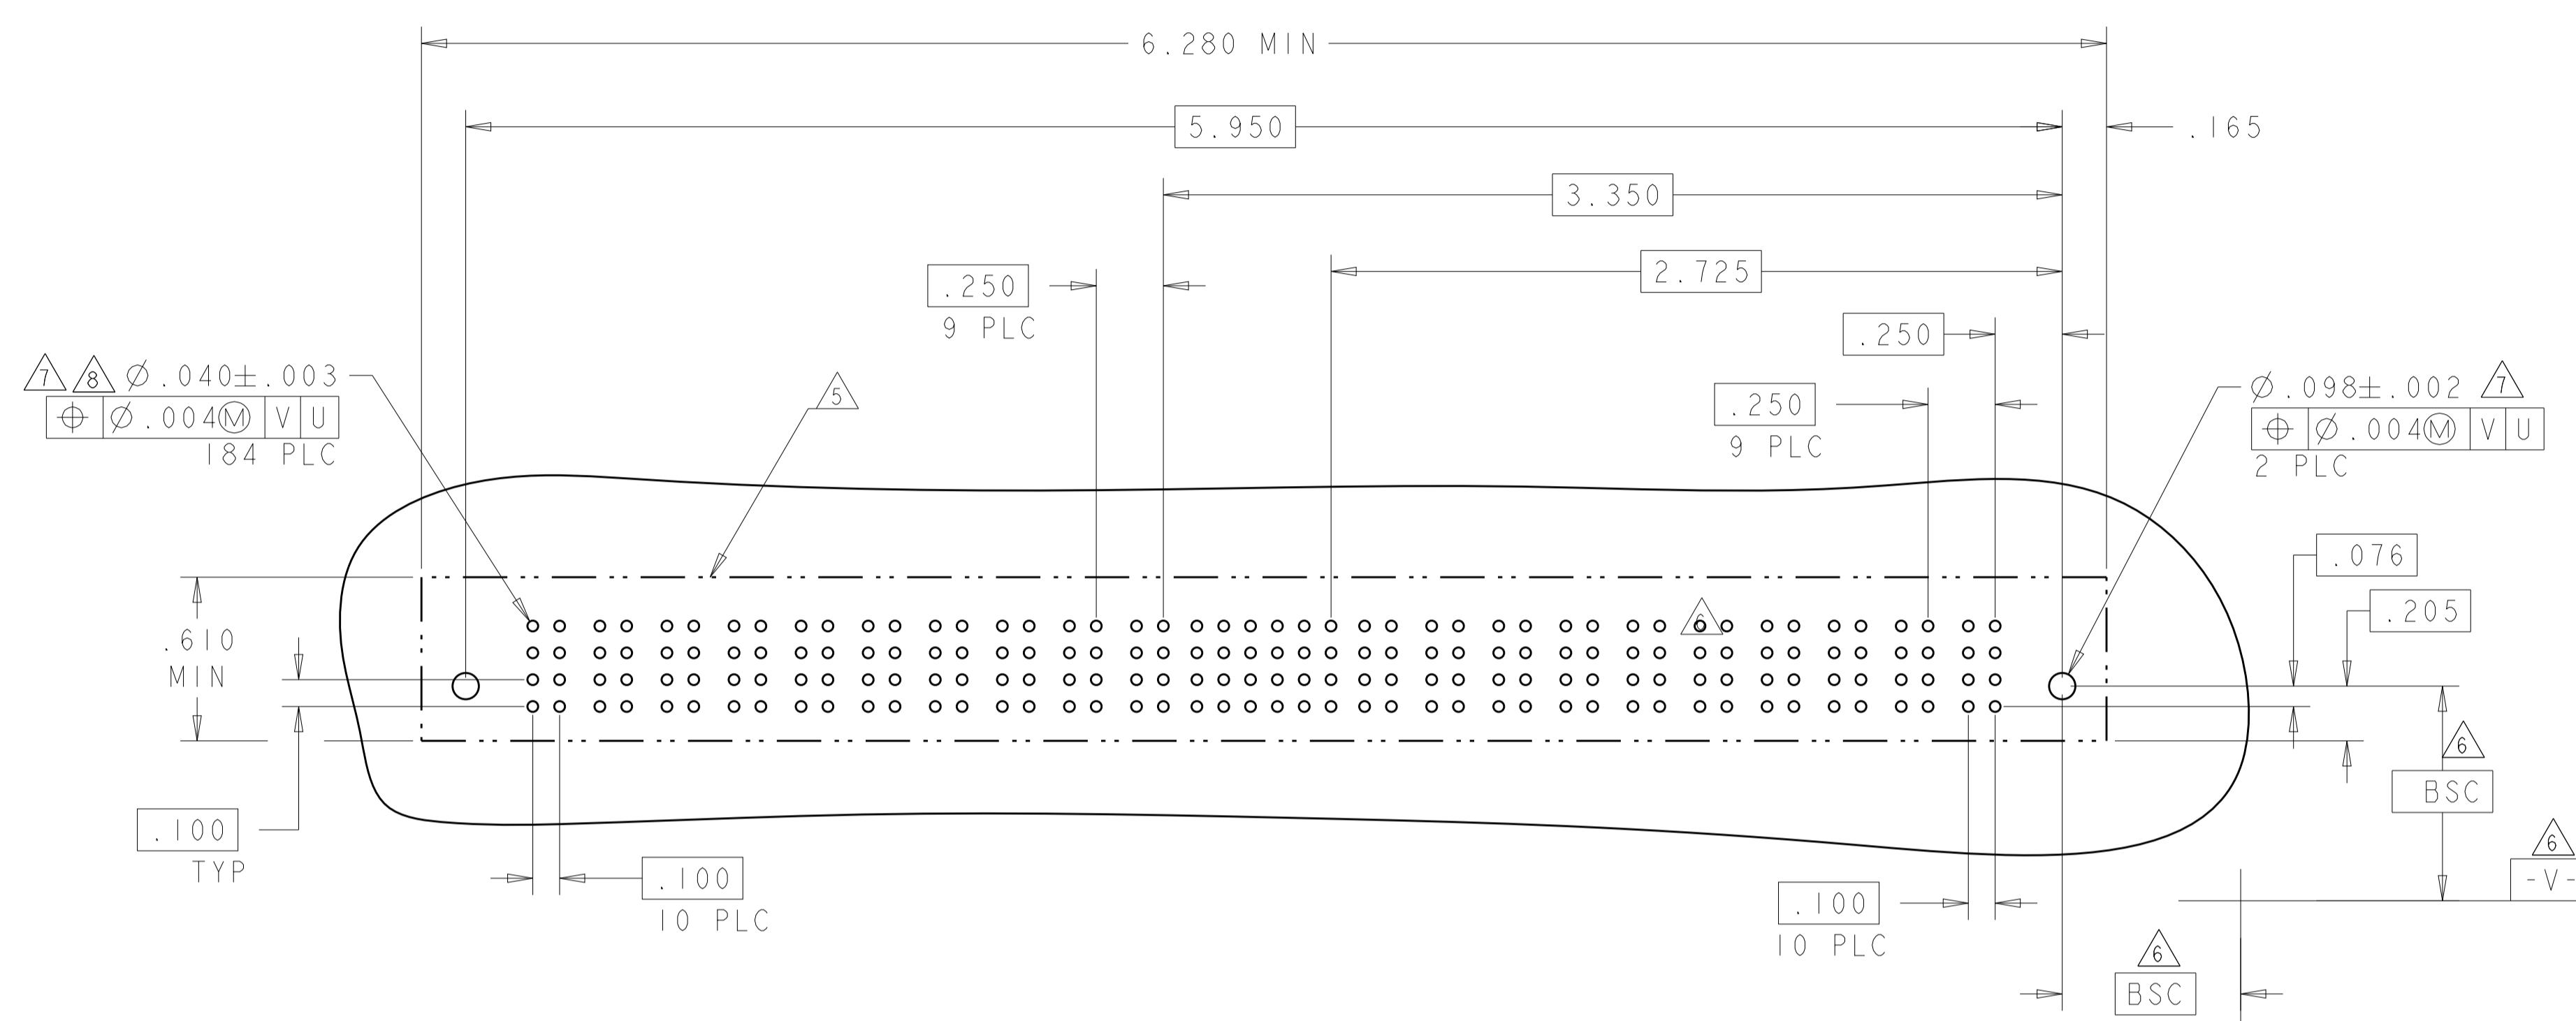 6.280 MIN
5.950
.165
3.350
2.725
.250
9 PLC
.250
.250
9 PLC
7 8 ⌀.040±.003
⌖ ⌀.004Ⓜ V U
184 PLC
5
⌀.098±.002 7
⌖ ⌀.004Ⓜ V U
2 PLC
.076
.205
6
.610
MIN
6
BSC
.100
TYP
.100
10 PLC
.100
10 PLC
6
-V-
6
BSC